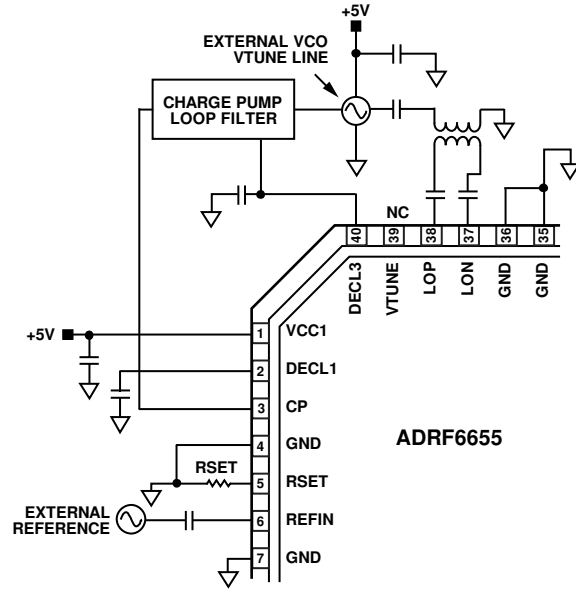 +5V
EXTERNAL VCO
VTUNE LINE
CHARGE PUMP
LOOP FILTER
NC
40
39
38
37
36
35
DECL3
VTUNE
LOP
LON
GND
GND
+5V
1 VCC1
2 DECL1
3 CP
4 GND
RSET
5 RSET
EXTERNAL
REFERENCE
6 REFIN
7 GND
ADRF6655